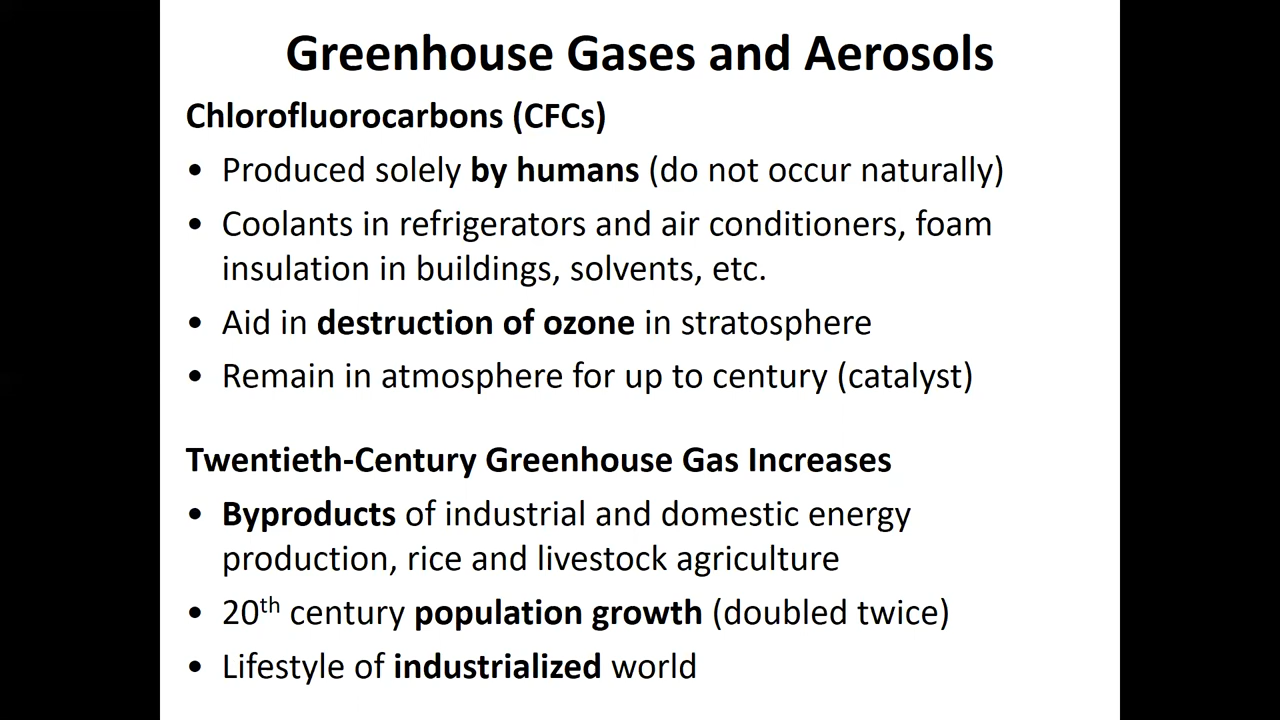 Greenhouse Gases and Aerosols
Chlorofluorocarbons (CFCs)
• Produced solely by humans (do not occur naturally)
• Coolants in refrigerators and air conditioners, foam
insulation in buildings, solvents, etc.
• Aid in destruction of ozone in stratosphere
• Remain in atmosphere for up to century (catalyst)
Twentieth-Century Greenhouse Gas Increases
• Byproducts of industrial and domestic energy
production, rice and livestock agriculture
• 20th century population growth (doubled twice)
• Lifestyle of industrialized world